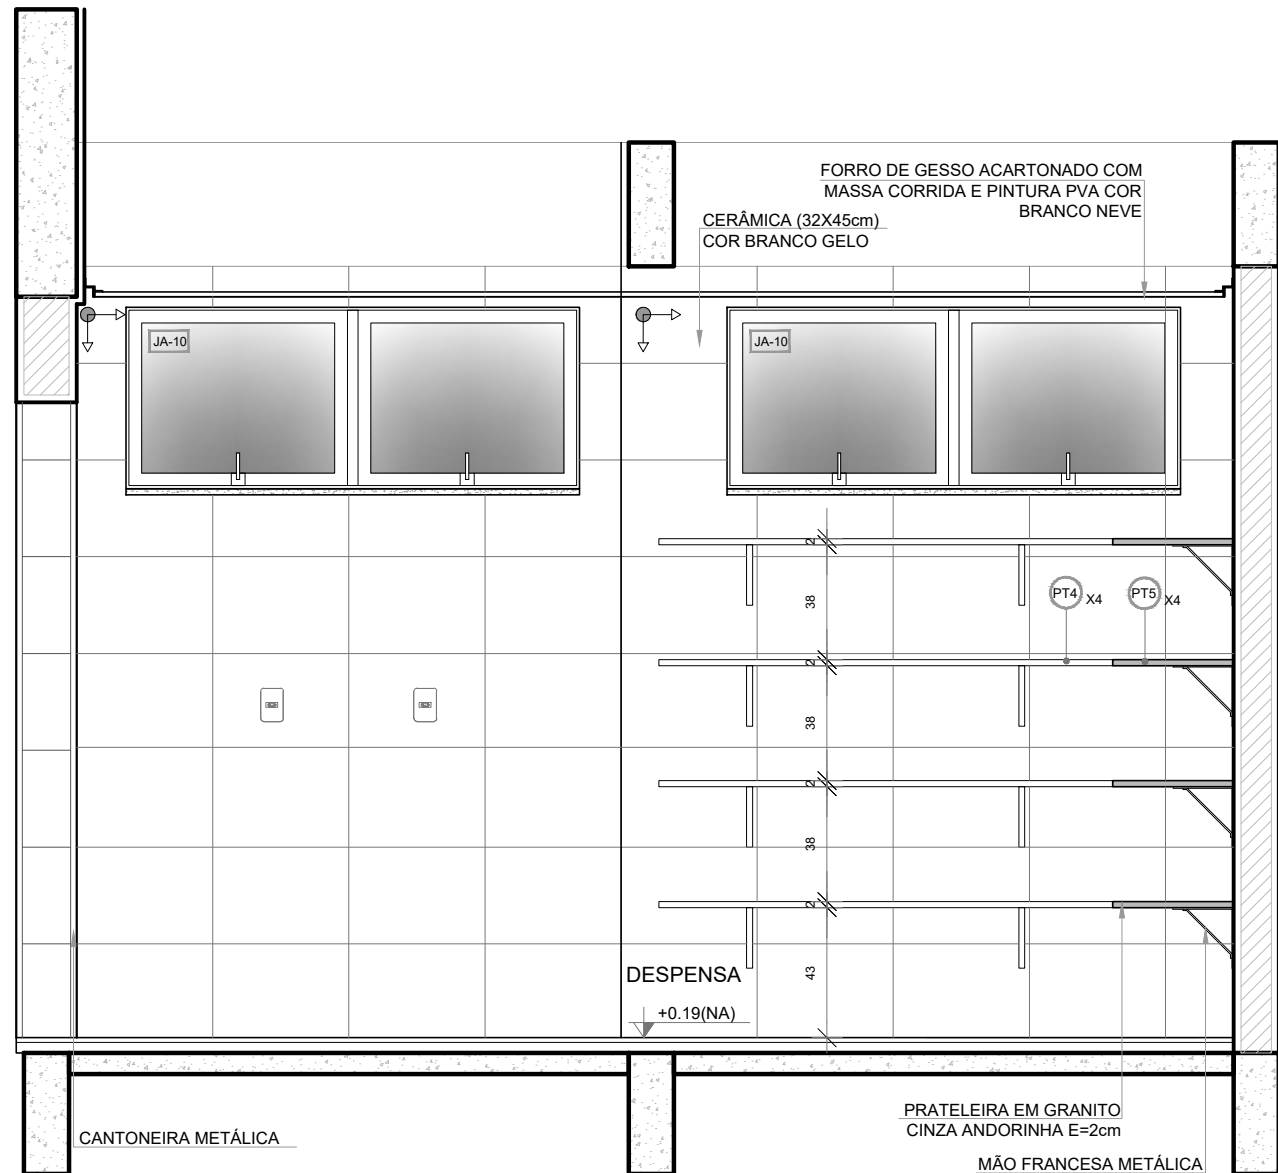 FORRO DE GESSO ACARTONADO COM
MASSA CORRIDA E PINTURA PVA COR
BRANCO NEVE
CERÂMICA (32X45cm)
COR BRANCO GELO
JA-10
JA-10
2
38
PT4 X4
PT5 X4
2
38
2
38
2
43
DESPENSA
+0.19(NA)
PRATELEIRA EM GRANITO
CINZA ANDORINHA E=2cm
CANTONEIRA METÁLICA
MÃO FRANCESA METÁLICA